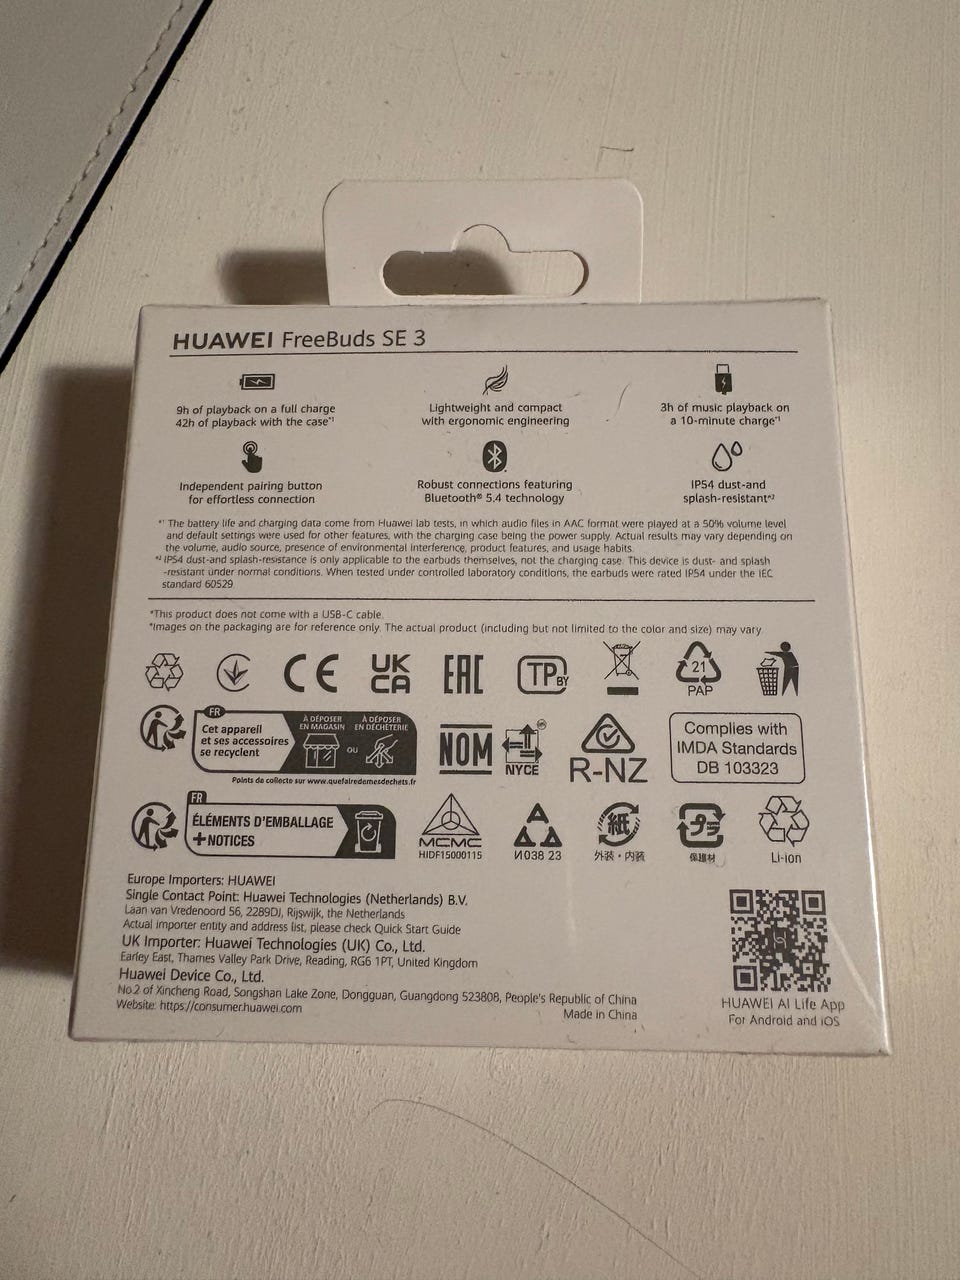 HUAWEI FreeBuds SE 3
9h of playback on a full charge
42h of playback with the case*¹
Lightweight and compact
with ergonomic engineering
3h of music playback on
a 10-minute charge*¹
Independent pairing button
for effortless connection
Robust connections featuring
Bluetooth® 5.4 technology
IP54 dust-and
splash-resistant*²
*¹ The battery life and charging data come from Huawei lab tests, in which audio files in AAC format were played at a 50% volume level
and default settings were used for other features, with the charging case being the power supply. Actual results may vary depending on
the volume, audio source, presence of environmental interference, product features, and usage habits.
*² IP54 dust-and splash-resistance is only applicable to the earbuds themselves, not the charging case. This device is dust- and splash
-resistant under normal conditions. When tested under controlled laboratory conditions, the earbuds were rated IP54 under the IEC
standard 60529.
*This product does not come with a USB-C cable.
*Images on the packaging are for reference only. The actual product (including but not limited to the color and size) may vary.
CE
UK
CA
EAC
TP BY
21
PAP
FR
Cet appareil
et ses accessoires
se recyclent
À DÉPOSER
EN MAGASIN
OU
À DÉPOSER
EN DÉCHÈTERIE
Points de collecte sur www.quefairedemesdechets.fr
NOM
NYCE
R-NZ
Complies with
IMDA Standards
DB 103323
FR
ÉLÉMENTS D'EMBALLAGE
+NOTICES
MCMC
HIDF15000115
И038 23
紙
外装・内装
プラ
保護材
Li-ion
Europe Importers: HUAWEI
Single Contact Point: Huawei Technologies (Netherlands) B.V.
Laan van Vredenoord 56, 2289DJ, Rijswijk, the Netherlands
Actual importer entity and address list, please check Quick Start Guide
UK Importer: Huawei Technologies (UK) Co., Ltd.
Earley East, Thames Valley Park Drive, Reading, RG6 1PT, United Kingdom
Huawei Device Co., Ltd.
No.2 of Xincheng Road, Songshan Lake Zone, Dongguan, Guangdong 523808, People's Republic of China
Website: https://consumer.huawei.com
Made in China
HUAWEI AI Life App
For Android and iOS